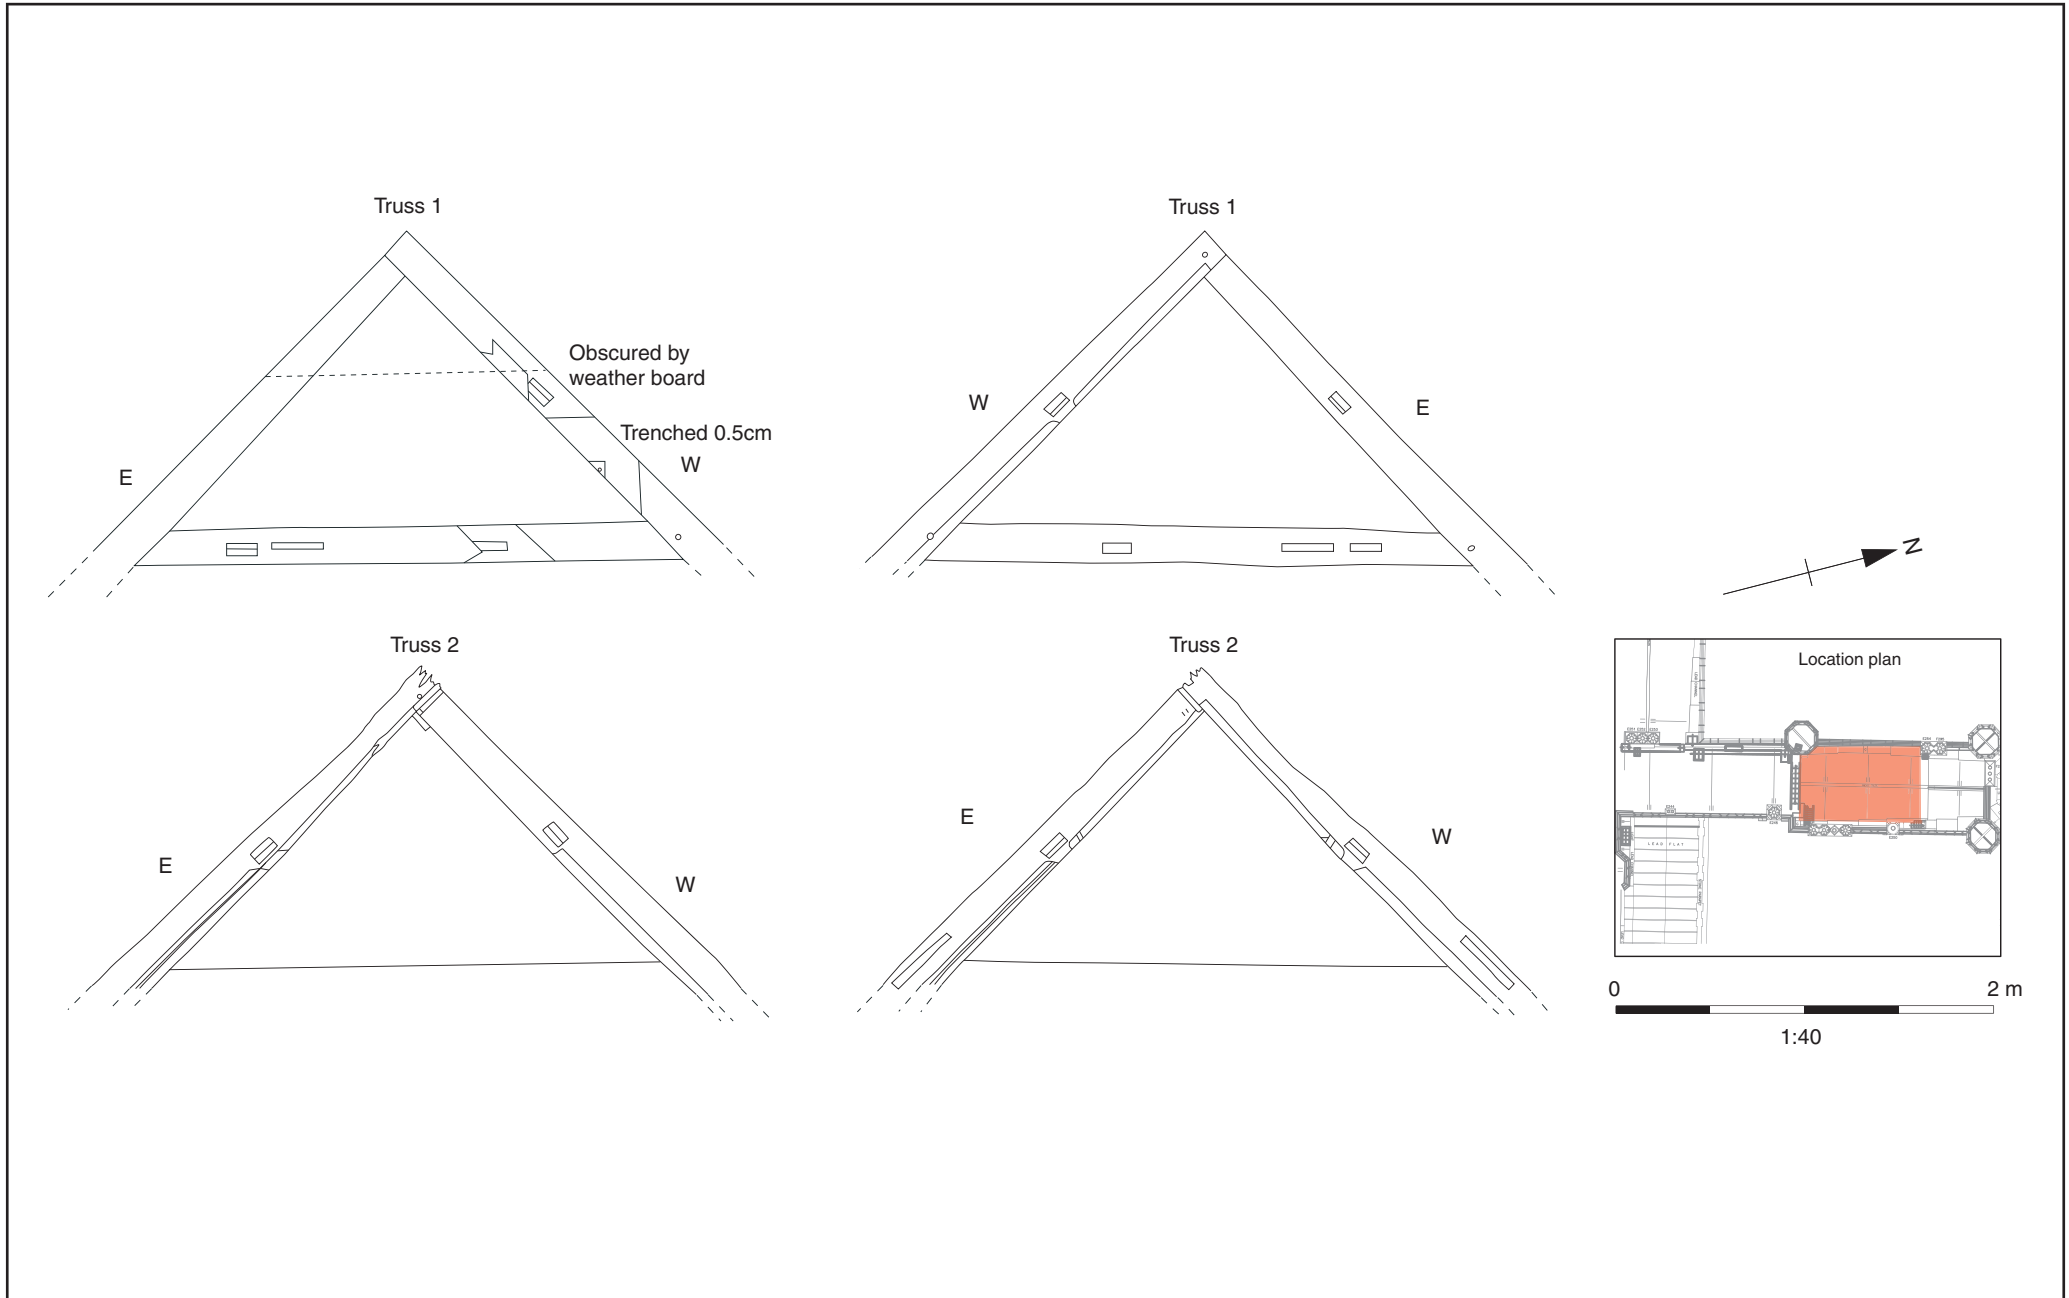 Truss 1
Truss 1
Obscured by
weather board
W
E
Trenched 0.5cm
W
E
N
Truss 2
Truss 2
Location plan
E
W
W
E
LEAD FLAT
0
2 m
1:40